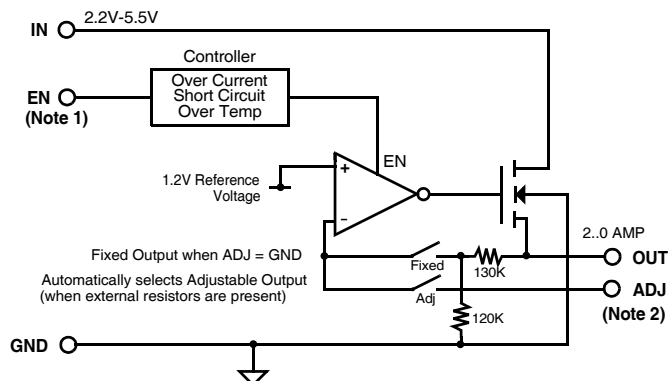 IN
2.2V-5.5V
Controller
Over Current
Short Circuit
Over Temp
EN
(Note 1)
EN
+
1.2V Reference
Voltage
-
2..0 AMP
Fixed Output when ADJ = GND
Fixed
130K
OUT
Automatically selects Adjustable Output
(when external resistors are present)
Adj
ADJ
(Note 2)
120K
GND